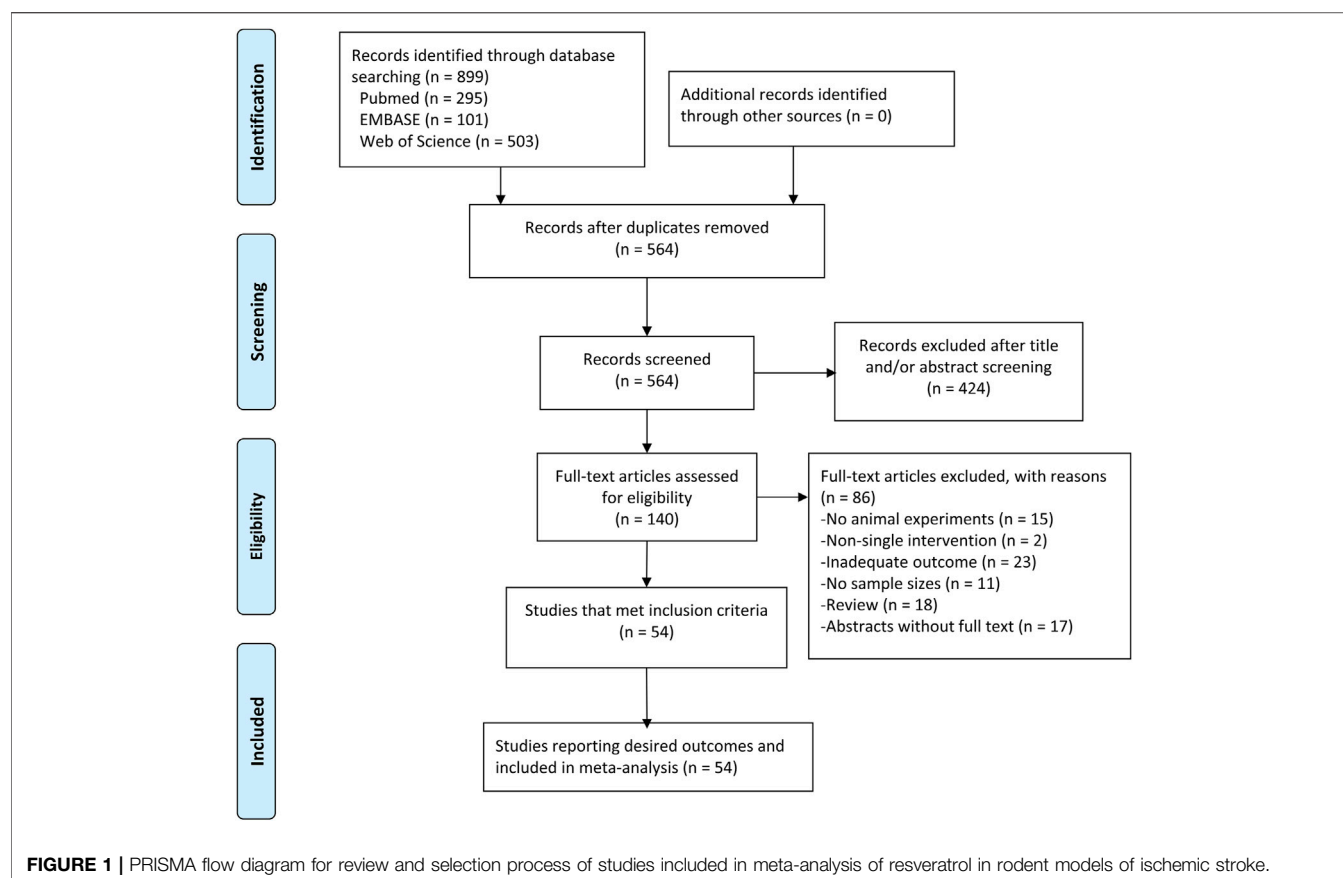 Identification
Records identified through database
searching (n = 899)
Pubmed (n = 295)
EMBASE (n = 101)
Web of Science (n = 503)
Additional records identified
through other sources (n = 0)
Records after duplicates removed
(n = 564)
Screening
Records screened
(n = 564)
Records excluded after title
and/or abstract screening
(n = 424)
Eligibility
Full-text articles assessed
for eligibility
(n = 140)
Full-text articles excluded, with reasons
(n = 86)
-No animal experiments (n = 15)
-Non-single intervention (n = 2)
-Inadequate outcome (n = 23)
-No sample sizes (n = 11)
-Review (n = 18)
-Abstracts without full text (n = 17)
Studies that met inclusion criteria
(n = 54)
Included
Studies reporting desired outcomes and
included in meta-analysis (n = 54)
FIGURE 1 | PRISMA flow diagram for review and selection process of studies included in meta-analysis of resveratrol in rodent models of ischemic stroke.